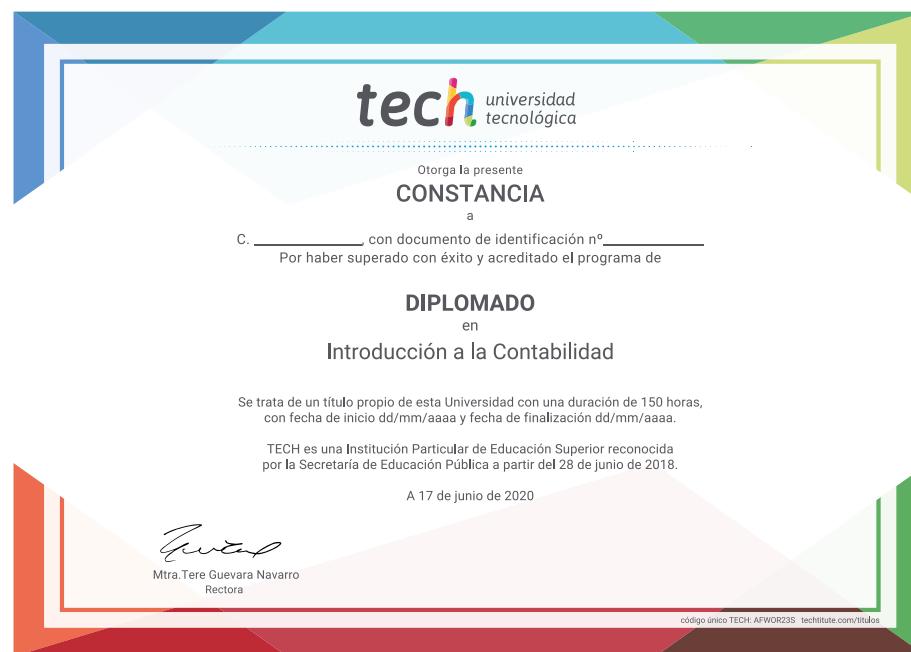 tech universidad
tecnológica
Otorga la presente
CONSTANCIA
a
C. ______________, con documento de identificación nº_____________
Por haber superado con éxito y acreditado el programa de
DIPLOMADO
en
Introducción a la Contabilidad
Se trata de un título propio de esta Universidad con una duración de 150 horas,
con fecha de inicio dd/mm/aaaa y fecha de finalización dd/mm/aaaa.
TECH es una Institución Particular de Educación Superior reconocida
por la Secretaría de Educación Pública a partir del 28 de junio de 2018.
A 17 de junio de 2020
Mtra.Tere Guevara Navarro
Rectora
código único TECH: AFWOR23S techtitute.com/titulos